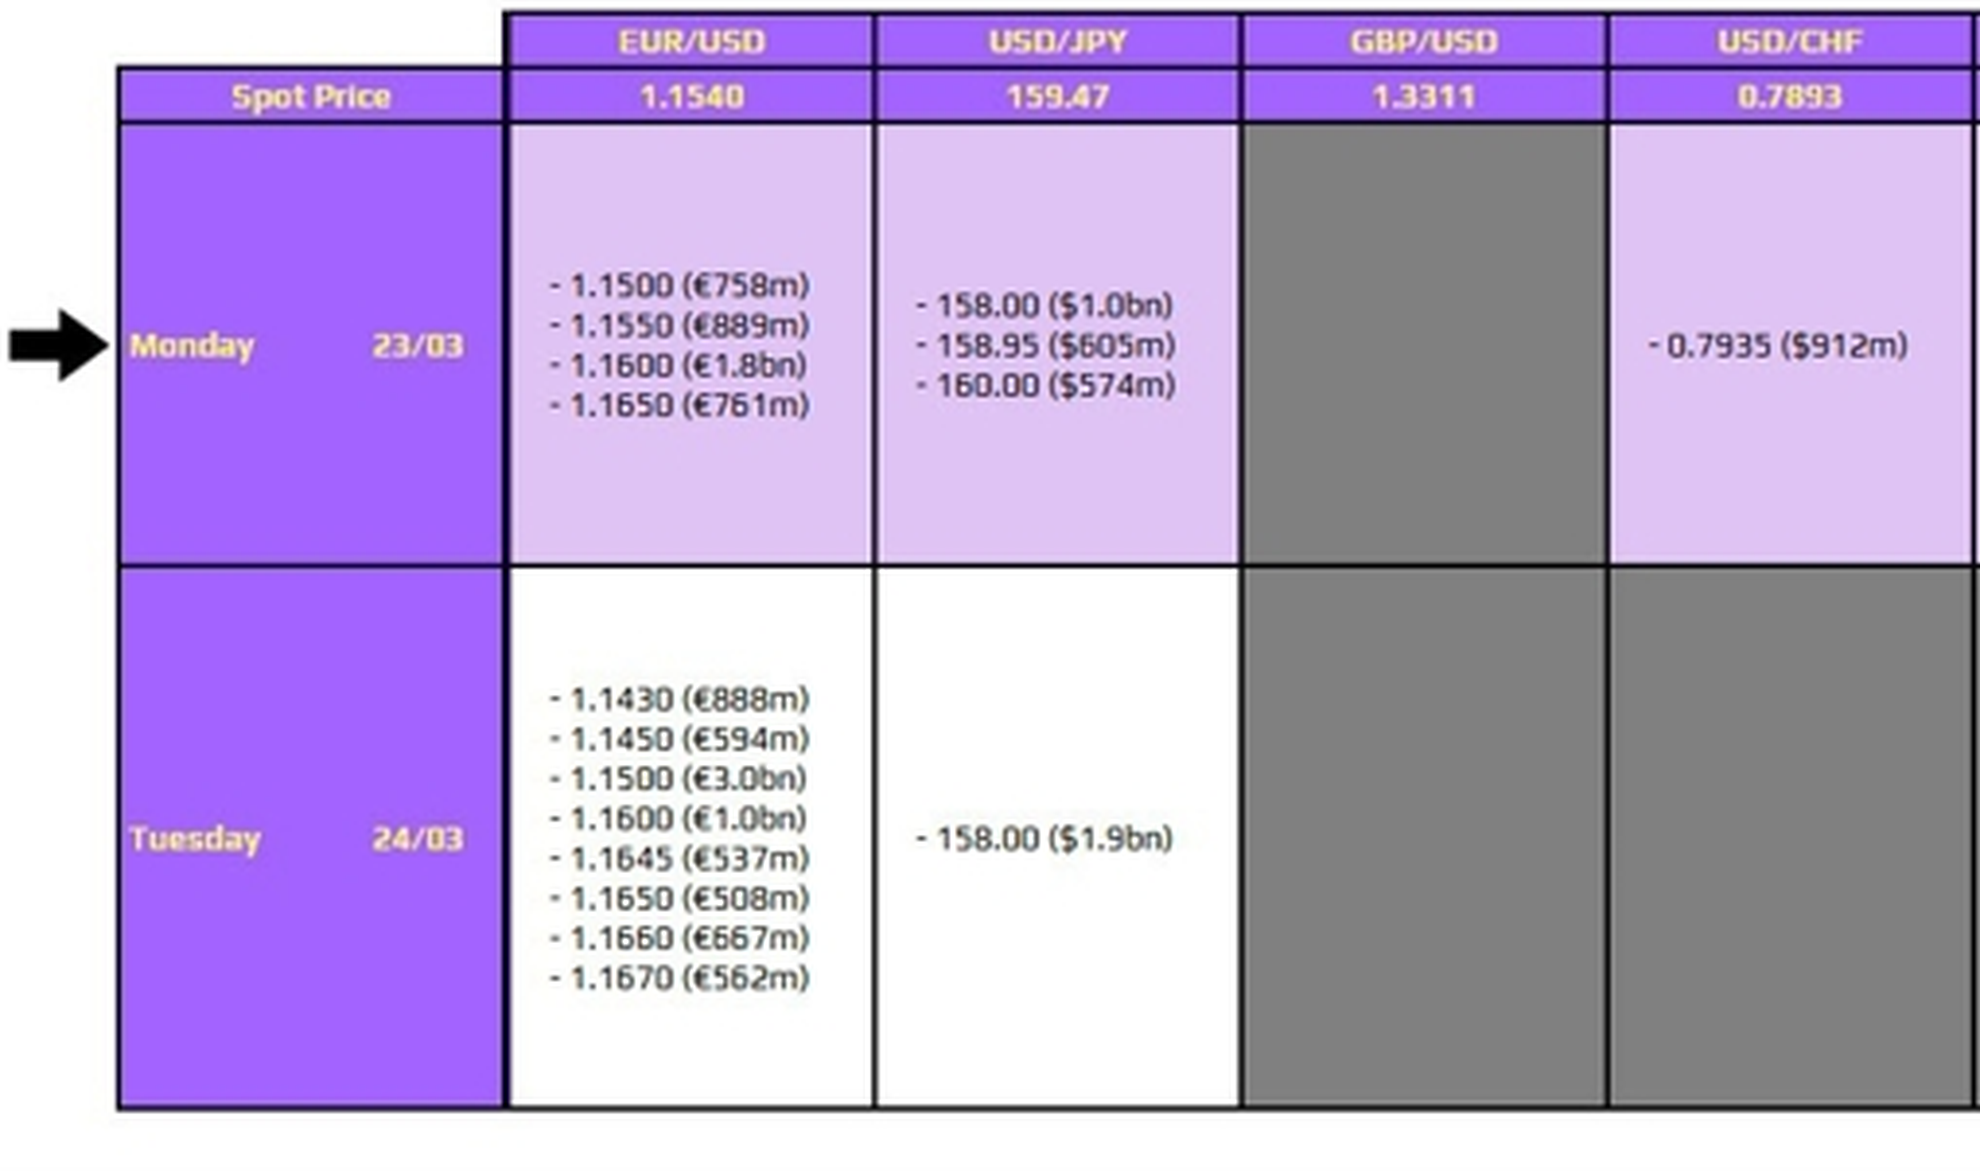 EUR/USD USD/JPY GBP/USD USD/CHF
Spot Price 1.1540 159.47 1.3311 0.7893
Monday 23/03
- 1.1500 (€758m)
- 1.1550 (€889m)
- 1.1600 (€1.8bn)
- 1.1650 (€761m)
- 158.00 ($1.0bn)
- 158.95 ($605m)
- 160.00 ($574m)
- 0.7935 ($912m)
Tuesday 24/03
- 1.1430 (€888m)
- 1.1450 (€594m)
- 1.1500 (€3.0bn)
- 1.1600 (€1.0bn)
- 1.1645 (€537m)
- 1.1650 (€508m)
- 1.1660 (€667m)
- 1.1670 (€562m)
- 158.00 ($1.9bn)